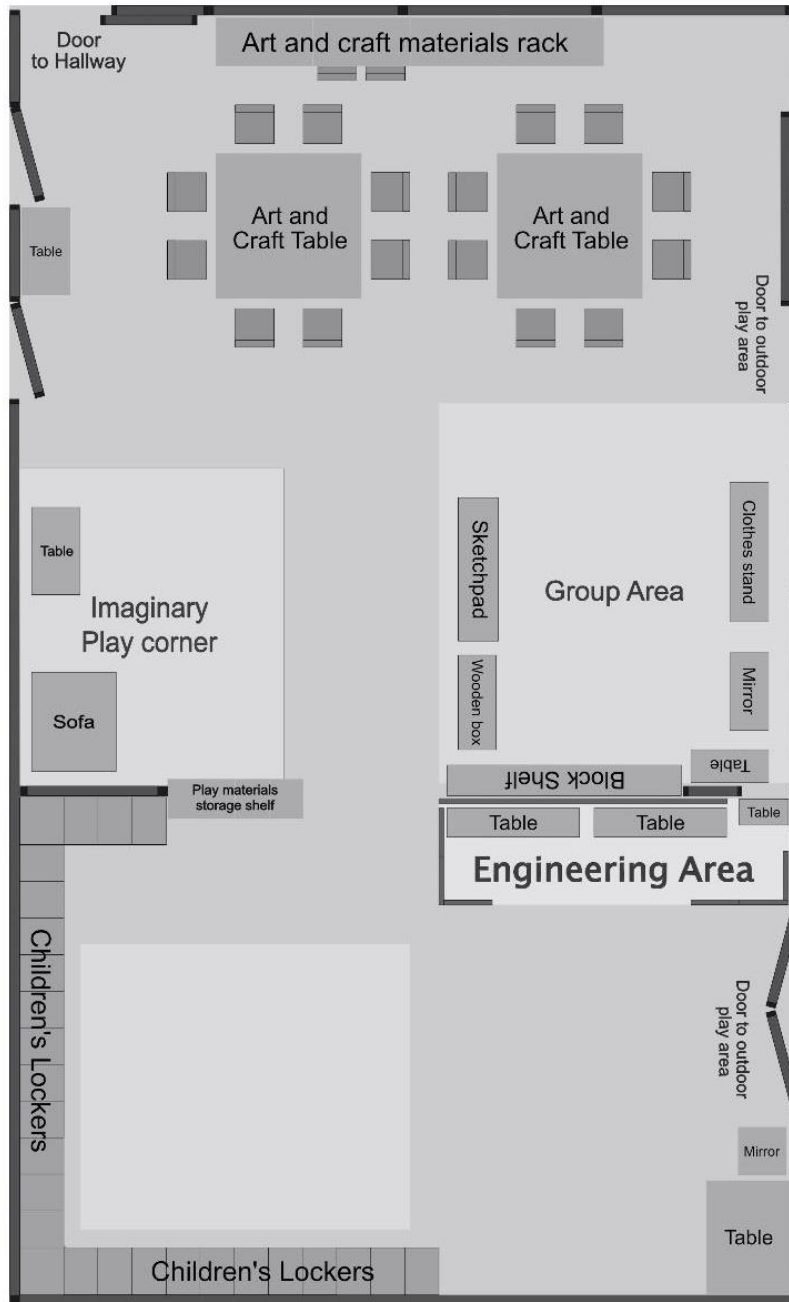 Door
to Hallway
Art and craft materials rack
Art and
Craft Table
Art and
Craft Table
Table
Door to outdoor
play area
Table
Imaginary
Play corner
Sofa
Sketchpad
Wooden box
Group Area
Clothes stand
Mirror
Table
Block Shelf
Play materials
storage shelf
Table
Table
Table
Engineering Area
Children's Lockers
Door to outdoor
play area
Mirror
Table
Children's Lockers